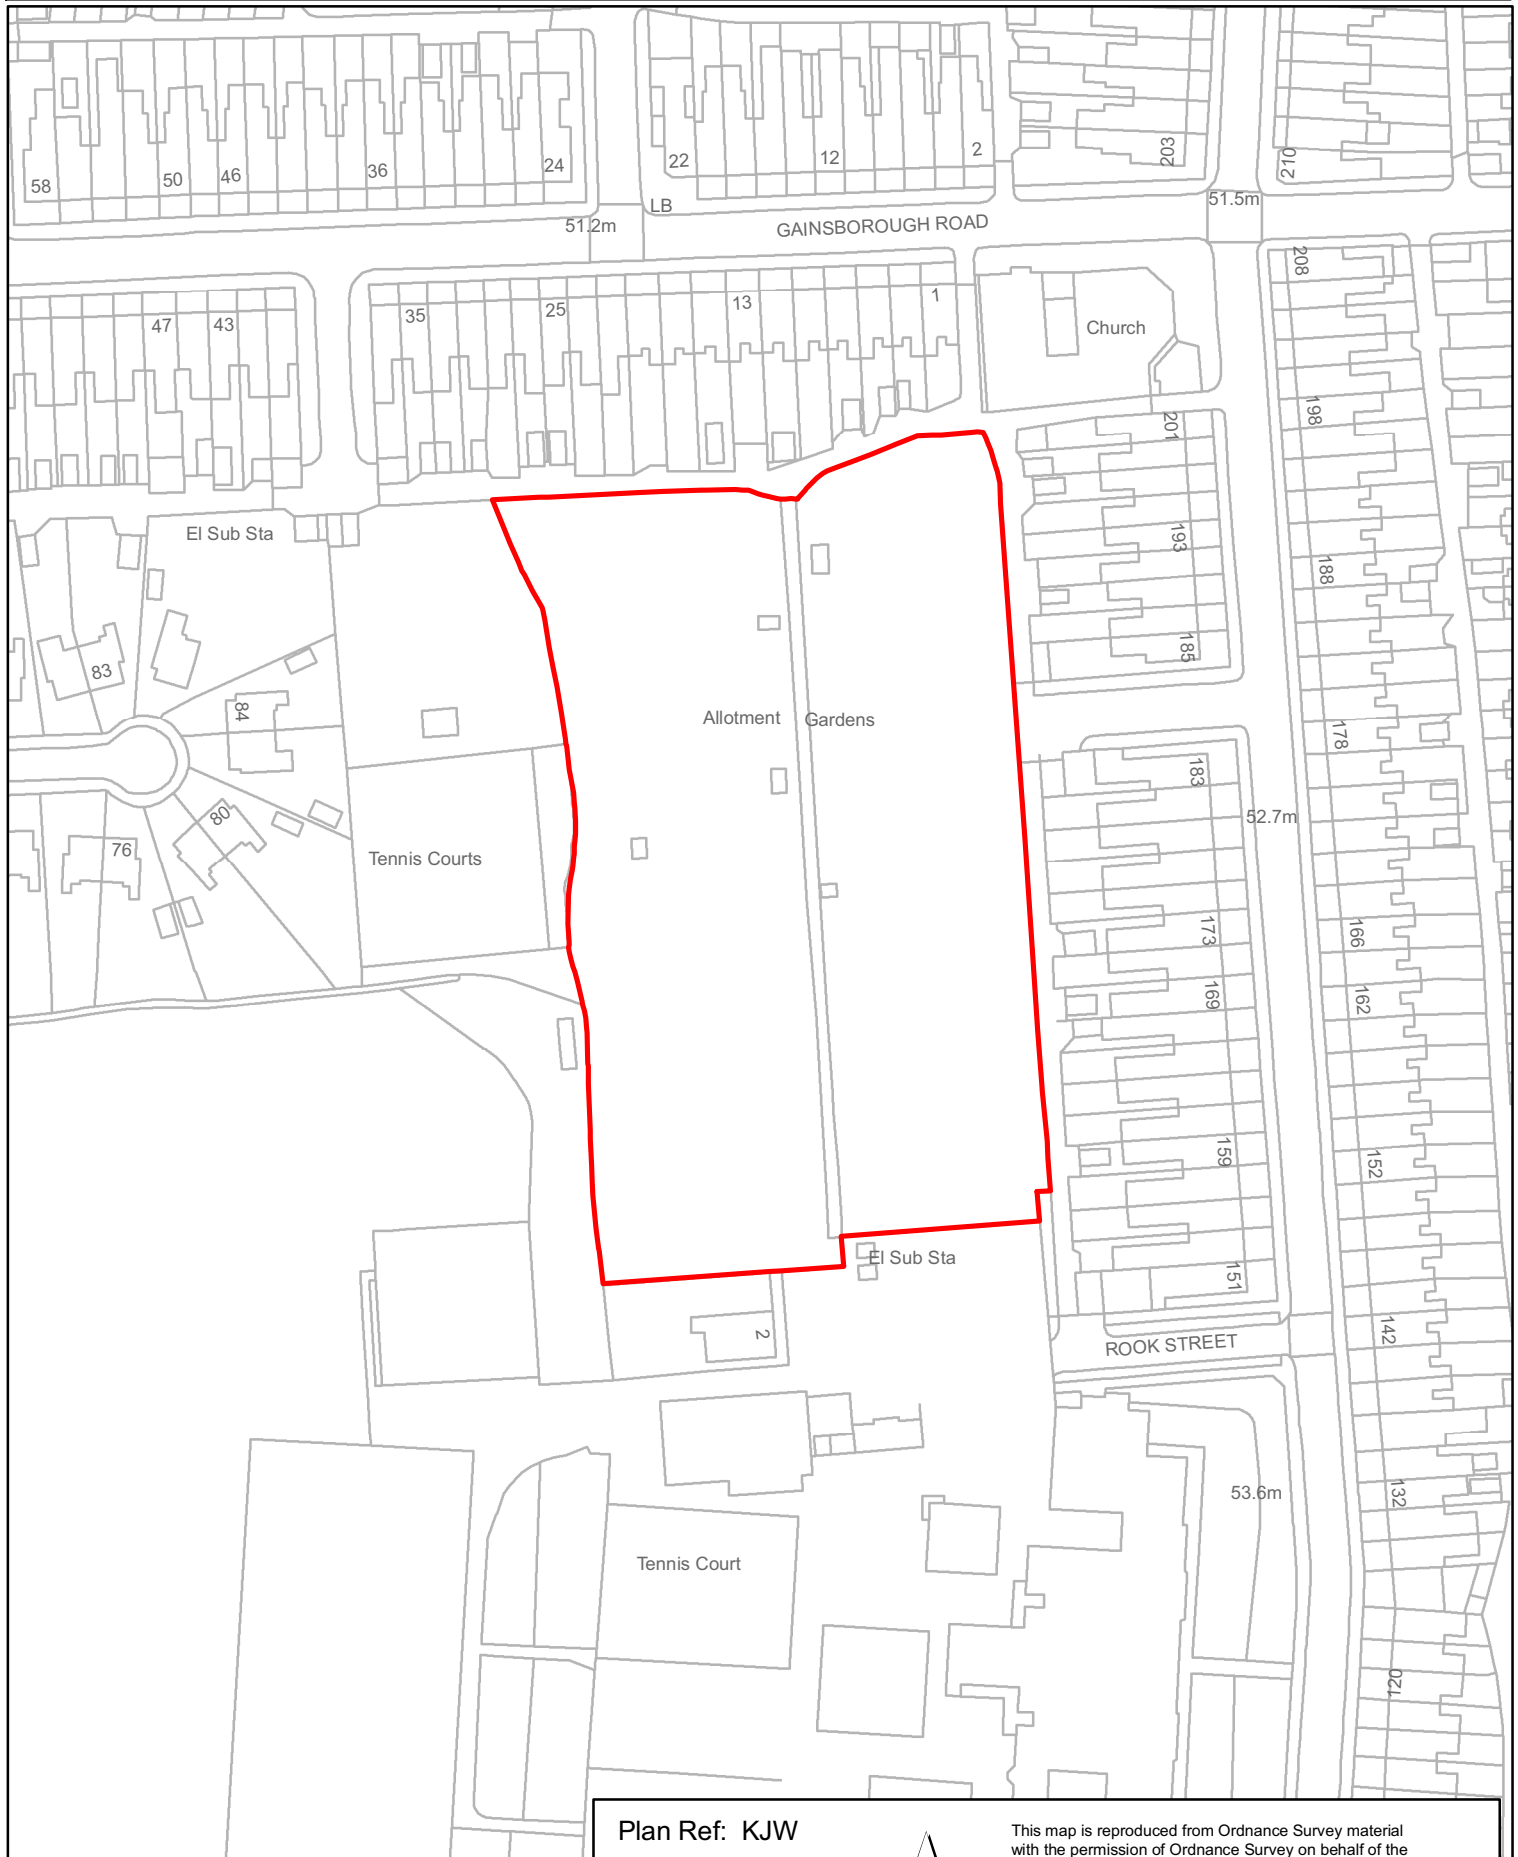 58
50
46
36
24
22
12
2
203
210
LB
51.2m
GAINSBOROUGH ROAD
51.5m
208
47
43
35
25
13
1
Church
198
201
El Sub Sta
193
188
83
84
185
Allotment Gardens
178
183
80
76
52.7m
Tennis Courts
173
166
169
162
159
152
El Sub Sta
151
2
142
ROOK STREET
132
53.6m
Tennis Court
120
Plan Ref: KJW
This map is reproduced from Ordnance Survey material
with the permission of Ordnance Survey on behalf of the